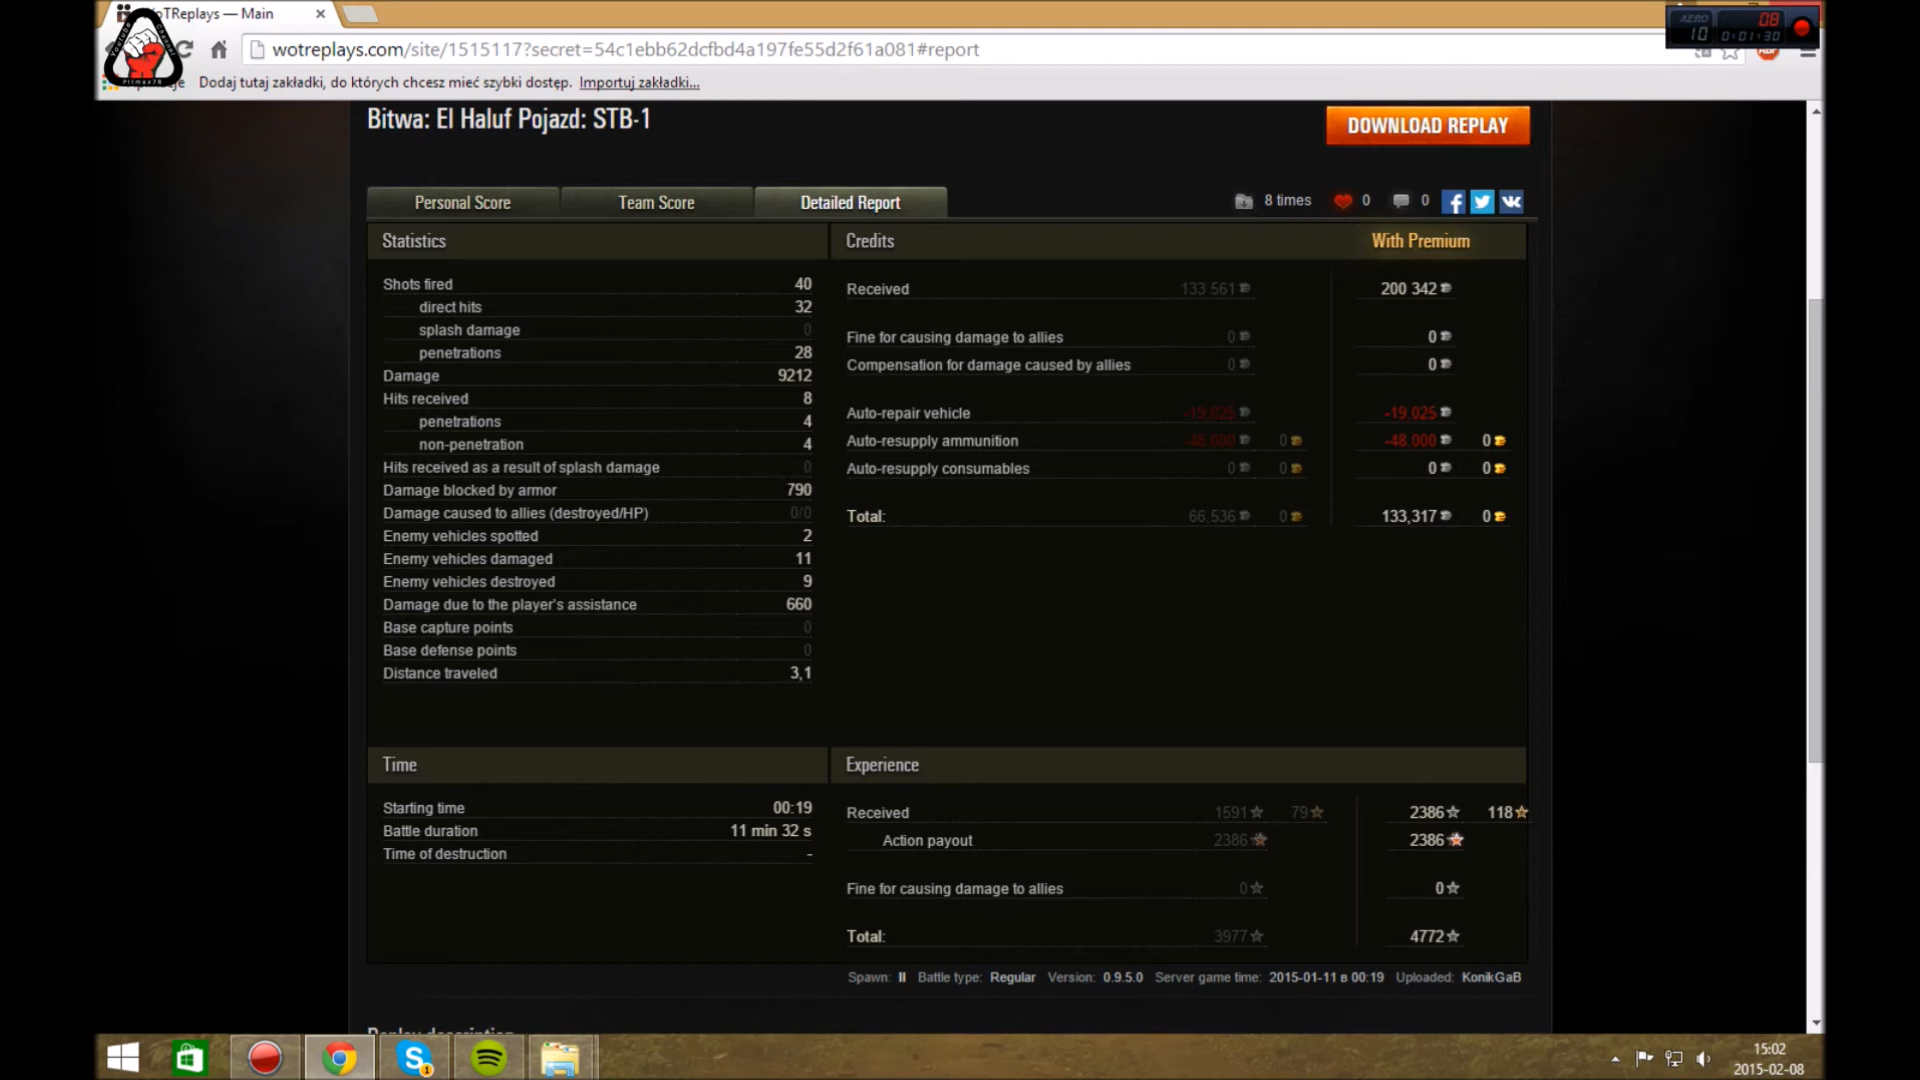 WoTReplays — Main
AERO 08
10 0:01:30
wotreplays.com/site/1515117?secret=54c1ebb62dcfbd4a197fe55d2f61a081#report
Dodaj tutaj zakładki, do których chcesz mieć szybki dostęp. Importuj zakładki...
Bitwa: El Haluf Pojazd: STB-1
DOWNLOAD REPLAY
Personal Score Team Score Detailed Report 8 times 0 0
Statistics
Shots fired 40
direct hits 32
splash damage 0
penetrations 28
Damage 9212
Hits received 8
penetrations 4
non-penetration 4
Hits received as a result of splash damage 0
Damage blocked by armor 790
Damage caused to allies (destroyed/HP) 0/0
Enemy vehicles spotted 2
Enemy vehicles damaged 11
Enemy vehicles destroyed 9
Damage due to the player's assistance 660
Base capture points 0
Base defense points 0
Distance traveled 3,1
Credits With Premium
Received 133 561 200 342
Fine for causing damage to allies 0 0
Compensation for damage caused by allies 0 0
Auto-repair vehicle -19,025 -19,025
Auto-resupply ammunition -48,000 0 -48,000 0
Auto-resupply consumables 0 0 0 0
Total: 66,536 0 133,317 0
Time
Starting time 00:19
Battle duration 11 min 32 s
Time of destruction -
Experience
Received 1591 79 2386 118
Action payout 2386 2386
Fine for causing damage to allies 0 0
Total: 3977 4772
Spawn: II Battle type: Regular Version: 0.9.5.0 Server game time: 2015-01-11 в 00:19 Uploaded: KonikGaB
Replay description
15:02
2015-02-08